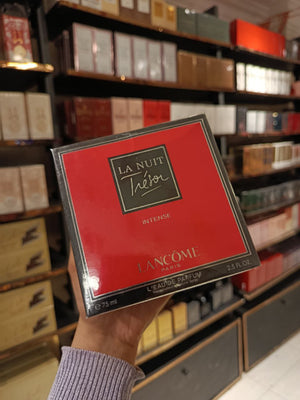 LA NUIT
Trésor
INTENSE
LANCÔME
PARIS
L'EAU DE PARFUM
℮ 75 ml 2.5 FL.OZ